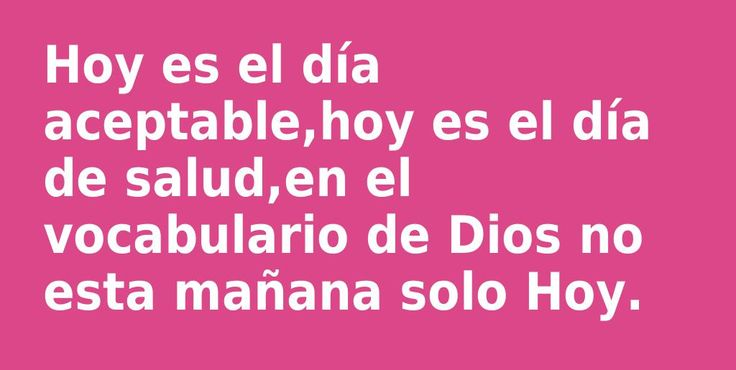 Hoy es el día
aceptable,hoy es el día
de salud,en el
vocabulario de Dios no
esta mañana solo Hoy.